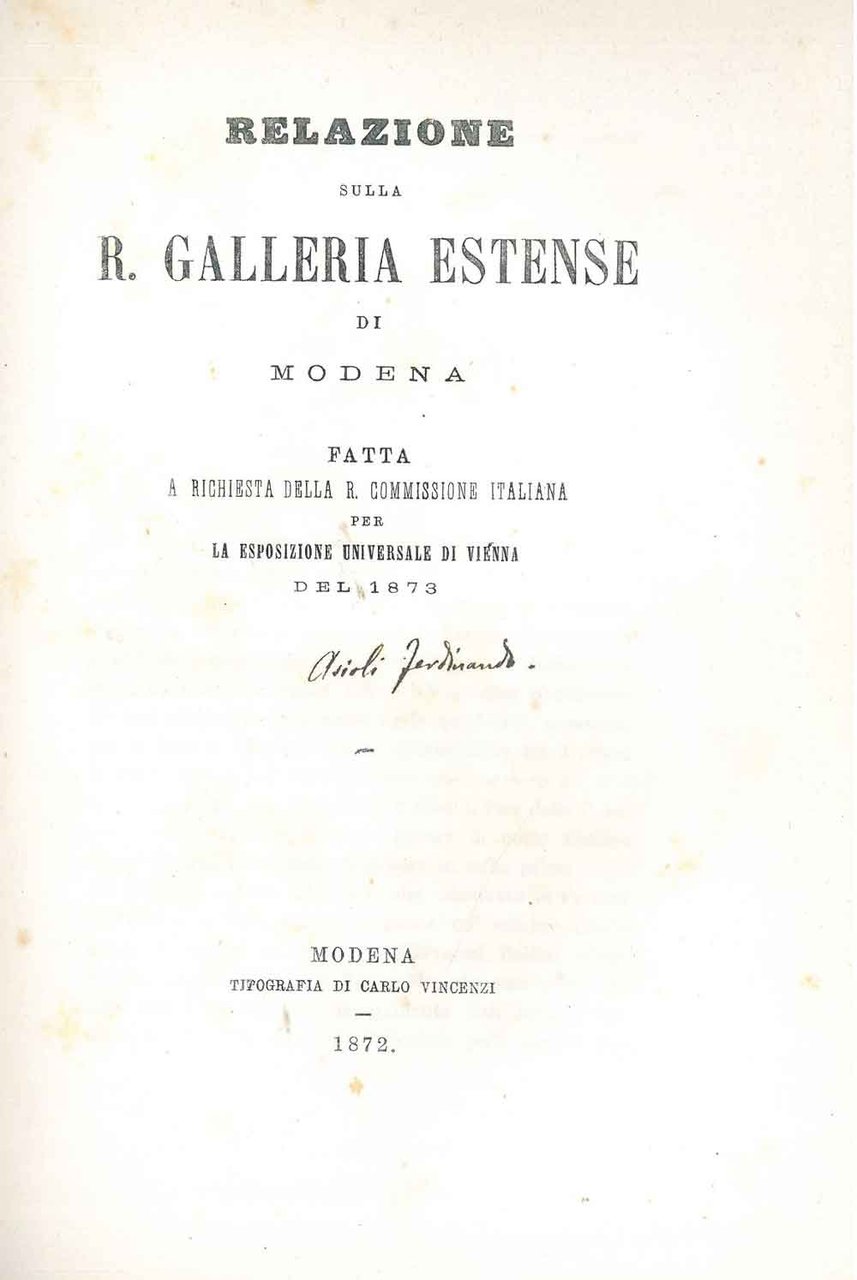 RELAZIONE
SULLA
R. GALLERIA ESTENSE
DI
MODENA
FATTA
A RICHIESTA DELLA R. COMMISSIONE ITALIANA
PER
LA ESPOSIZIONE UNIVERSALE DI VIENNA
DEL 1873
Asioli Ferdinando.
MODENA
TIPOGRAFIA DI CARLO VINCENZI
1872.